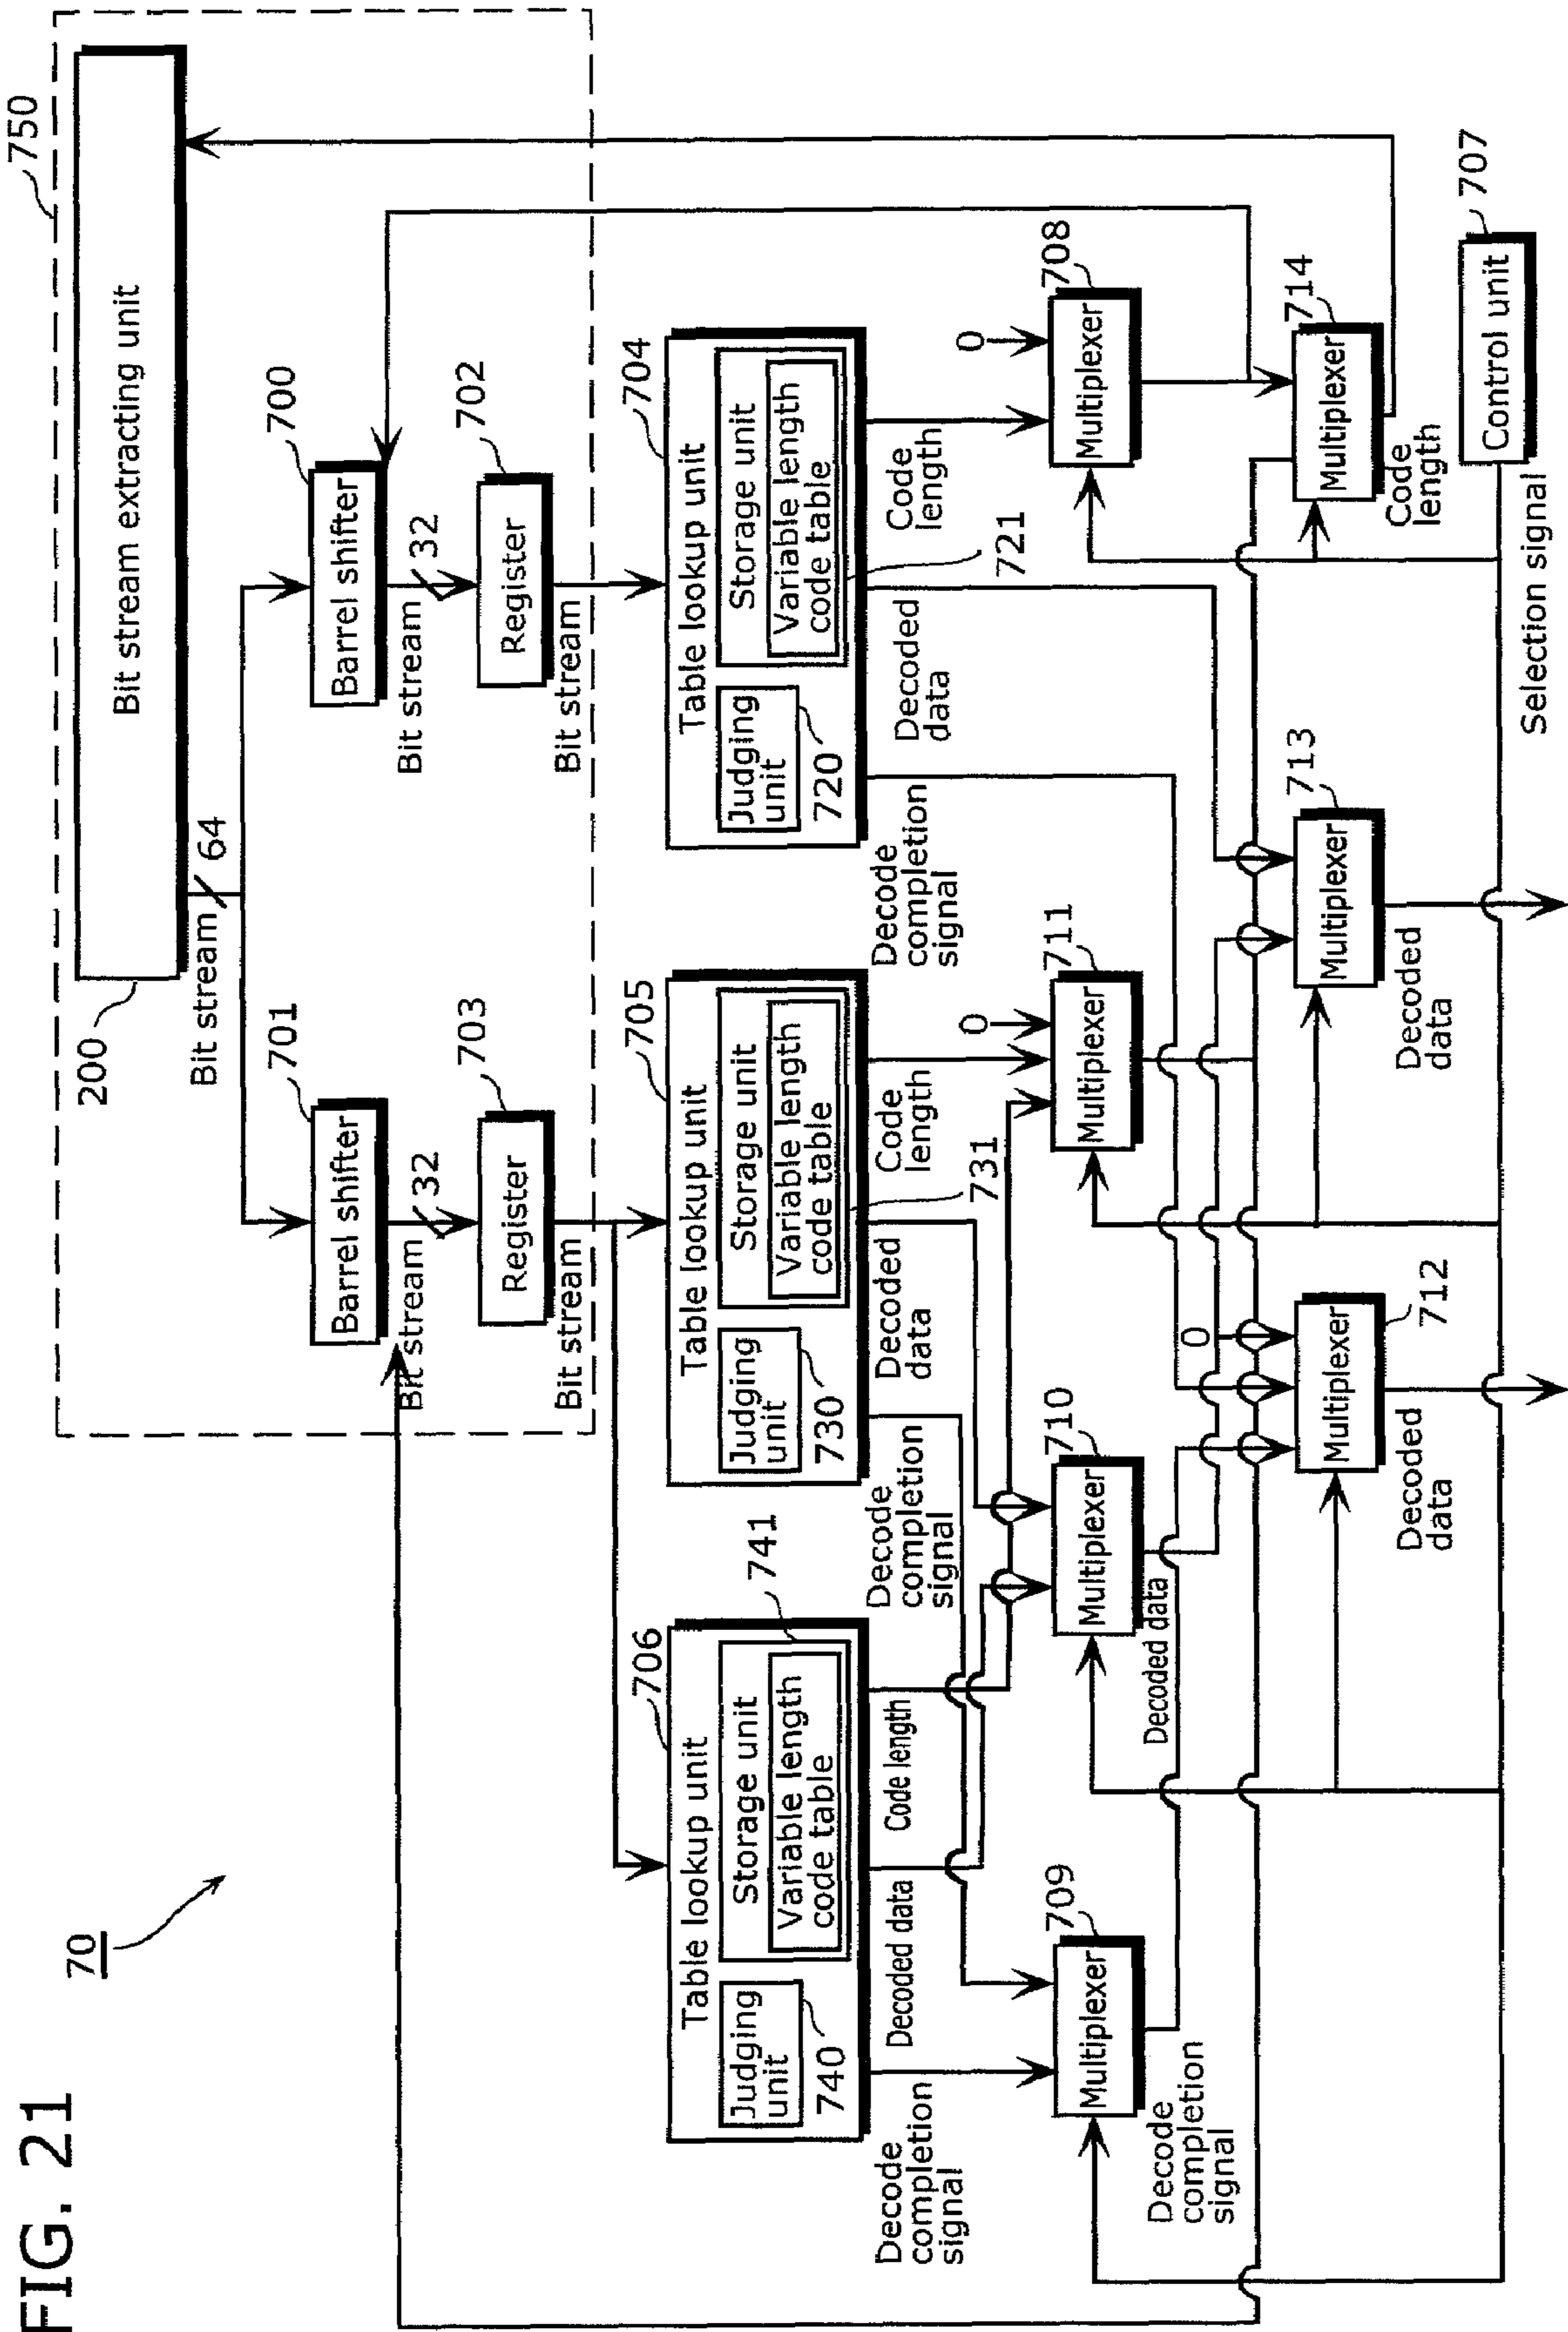 FIG. 21
70
750
Bit stream extracting unit
200
Bit stream
64
701
Barrel shifter
700
Barrel shifter
Bit stream
32
Bit stream
32
703
Register
702
Register
Bit stream
Bit stream
706
Table lookup unit
Judging
unit
740
Storage unit
Variable length
code table
741
705
Table lookup unit
Judging
unit
730
Storage unit
Variable length
code table
731
704
Table lookup unit
Judging
unit
720
Storage unit
Variable length
code table
721
Decode
completion
signal
Decoded data
Code length
Decode
completion
signal
Decoded
data
Code
length
Decode
completion
signal
Decoded
data
Code
length
709
Multiplexer
710
Multiplexer
0
711
Multiplexer
0
708
Multiplexer
Decode
completion
signal
Decoded data
0
712
Multiplexer
713
Multiplexer
714
Multiplexer
Decoded
data
Decoded
data
Code
length
707
Control unit
Selection signal